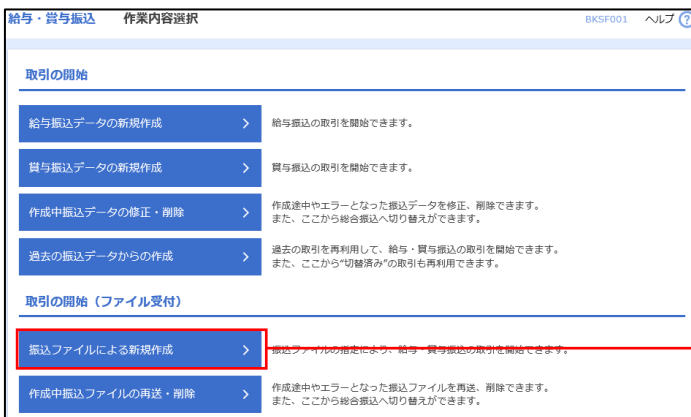 給与・賞与振込 作業内容選択 BKSF001 ヘルプ ?
取引の開始
給与振込データの新規作成 > 給与振込の取引を開始できます。
賞与振込データの新規作成 > 賞与振込の取引を開始できます。
作成中振込データの修正・削除 > 作成途中やエラーとなった振込データを修正、削除できます。
また、ここから総合振込へ切り替えができます。
過去の振込データからの作成 > 過去の取引を再利用して、給与・賞与振込の取引を開始できます。
また、ここから“切替済み”の取引も再利用できます。
取引の開始（ファイル受付）
振込ファイルによる新規作成 > 振込ファイルの指定により、給与・賞与振込の取引を開始できます。
作成中振込ファイルの再送・削除 > 作成途中やエラーとなった振込ファイルを再送、削除できます。
また、ここから総合振込へ切り替えができます。